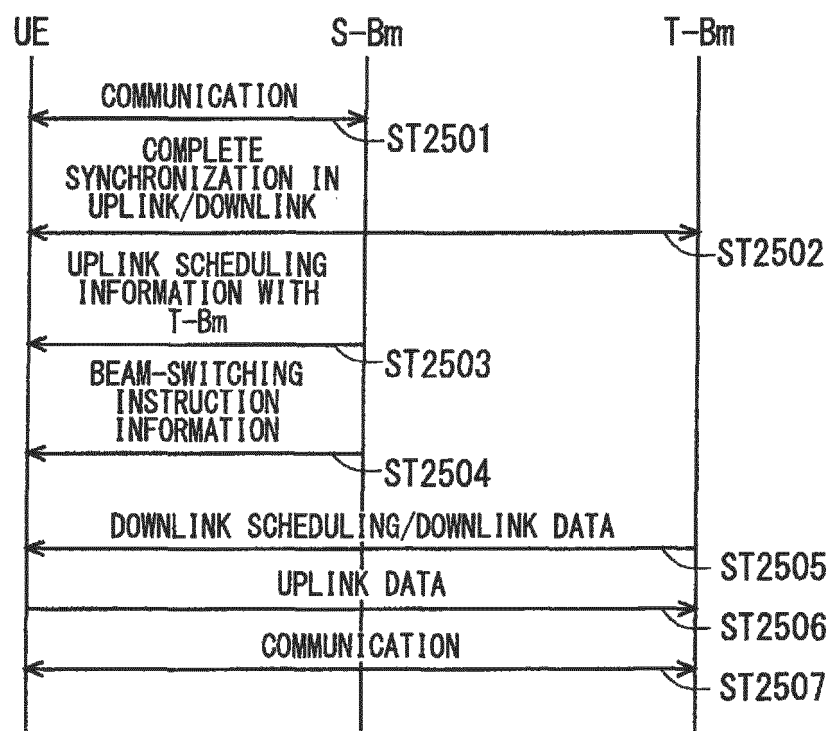 UE S-Bm T-Bm
COMMUNICATION
ST2501
COMPLETE
SYNCHRONIZATION IN
UPLINK/DOWNLINK
ST2502
UPLINK SCHEDULING
INFORMATION WITH
T-Bm
ST2503
BEAM-SWITCHING
INSTRUCTION
INFORMATION
ST2504
DOWNLINK SCHEDULING/DOWNLINK DATA
ST2505
UPLINK DATA
ST2506
COMMUNICATION
ST2507